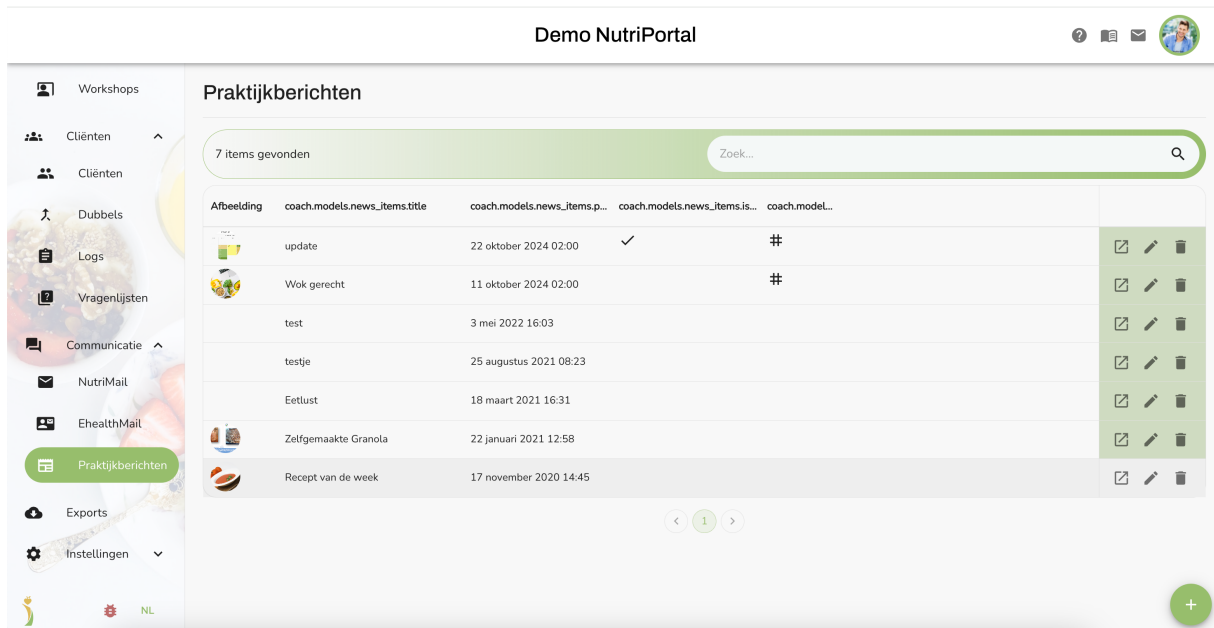 Demo NutriPortal
Workshops
Cliënten
Cliënten
Dubbels
Logs
Vragenlijsten
Communicatie
NutriMail
EhealthMail
Praktijkberichten
Exports
Instellingen
NL
Praktijkberichten
7 items gevonden
Zoek...
Afbeelding coach.models.news_items.title coach.models.news_items.p... coach.models.news_items.is... coach.model...
update 22 oktober 2024 02:00
Wok gerecht 11 oktober 2024 02:00
test 3 mei 2022 16:03
testje 25 augustus 2021 08:23
Eetlust 18 maart 2021 16:31
Zelfgemaakte Granola 22 januari 2021 12:58
Recept van de week 17 november 2020 14:45
1